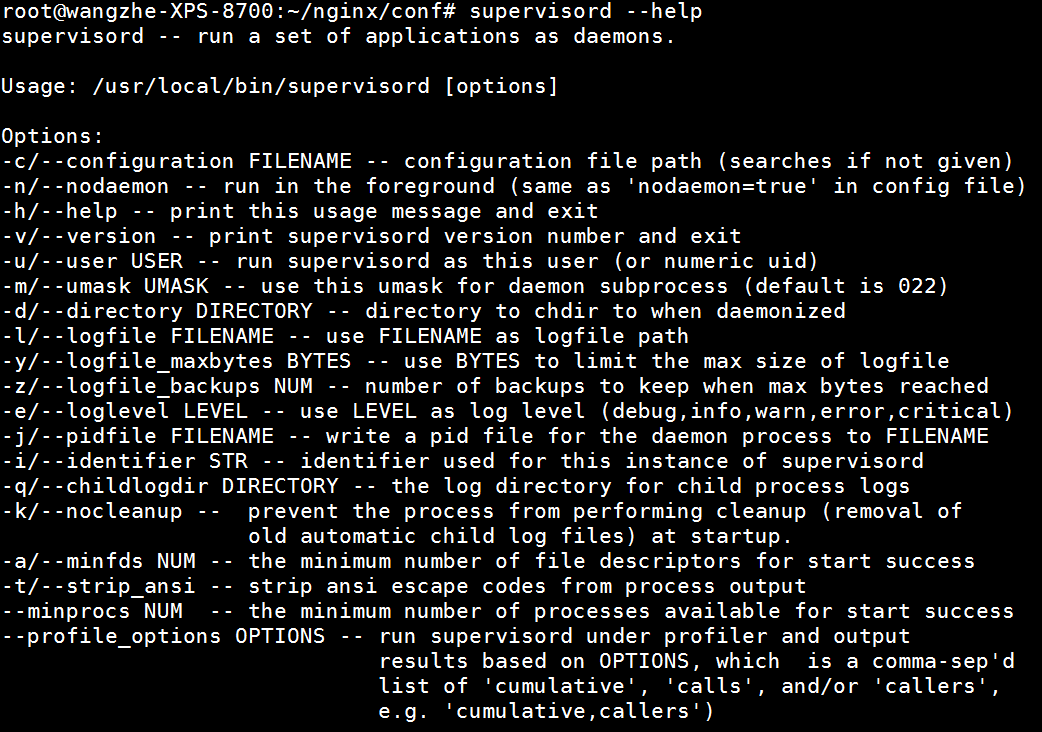 root@wangzhe-XPS-8700:~/nginx/conf# supervisord --help
supervisord -- run a set of applications as daemons.

Usage: /usr/local/bin/supervisord [options]

Options:
-c/--configuration FILENAME -- configuration file path (searches if not given)
-n/--nodaemon -- run in the foreground (same as 'nodaemon=true' in config file)
-h/--help -- print this usage message and exit
-v/--version -- print supervisord version number and exit
-u/--user USER -- run supervisord as this user (or numeric uid)
-m/--umask UMASK -- use this umask for daemon subprocess (default is 022)
-d/--directory DIRECTORY -- directory to chdir to when daemonized
-l/--logfile FILENAME -- use FILENAME as logfile path
-y/--logfile_maxbytes BYTES -- use BYTES to limit the max size of logfile
-z/--logfile_backups NUM -- number of backups to keep when max bytes reached
-e/--loglevel LEVEL -- use LEVEL as log level (debug,info,warn,error,critical)
-j/--pidfile FILENAME -- write a pid file for the daemon process to FILENAME
-i/--identifier STR -- identifier used for this instance of supervisord
-q/--childlogdir DIRECTORY -- the log directory for child process logs
-k/--nocleanup --  prevent the process from performing cleanup (removal of
                   old automatic child log files) at startup.
-a/--minfds NUM -- the minimum number of file descriptors for start success
-t/--strip_ansi -- strip ansi escape codes from process output
--minprocs NUM  -- the minimum number of processes available for start success
--profile_options OPTIONS -- run supervisord under profiler and output
                             results based on OPTIONS, which  is a comma-sep'd
                             list of 'cumulative', 'calls', and/or 'callers',
                             e.g. 'cumulative,callers')